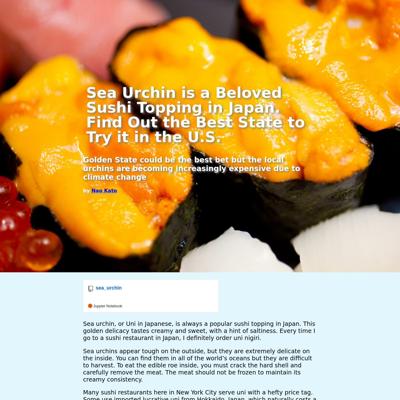 Sea Urchin is a Beloved
Sushi Topping in Japan.
Find Out the Best State to
Try it in the U.S.
Golden State could be the best bet but the local
urchins are becoming increasingly expensive due to
climate change
by Nao Kato
sea_urchin
Jupyter Notebook
Sea urchin, or Uni in Japanese, is always a popular sushi topping in Japan. This
golden delicacy tastes creamy and sweet, with a hint of saltiness. Every time I
go to a sushi restaurant in Japan, I definitely order uni nigiri.
Sea urchins appear tough on the outside, but they are extremely delicate on
the inside. You can find them in all of the world's oceans but they are difficult
to harvest. To eat the edible roe inside, you must crack the hard shell and
carefully remove the meat. The meat should not be frozen to maintain its
creamy consistency.
Many sushi restaurants here in New York City serve uni with a hefty price tag.
Some use imported lucrative uni from Hokkaido, Japan, which naturally costs a